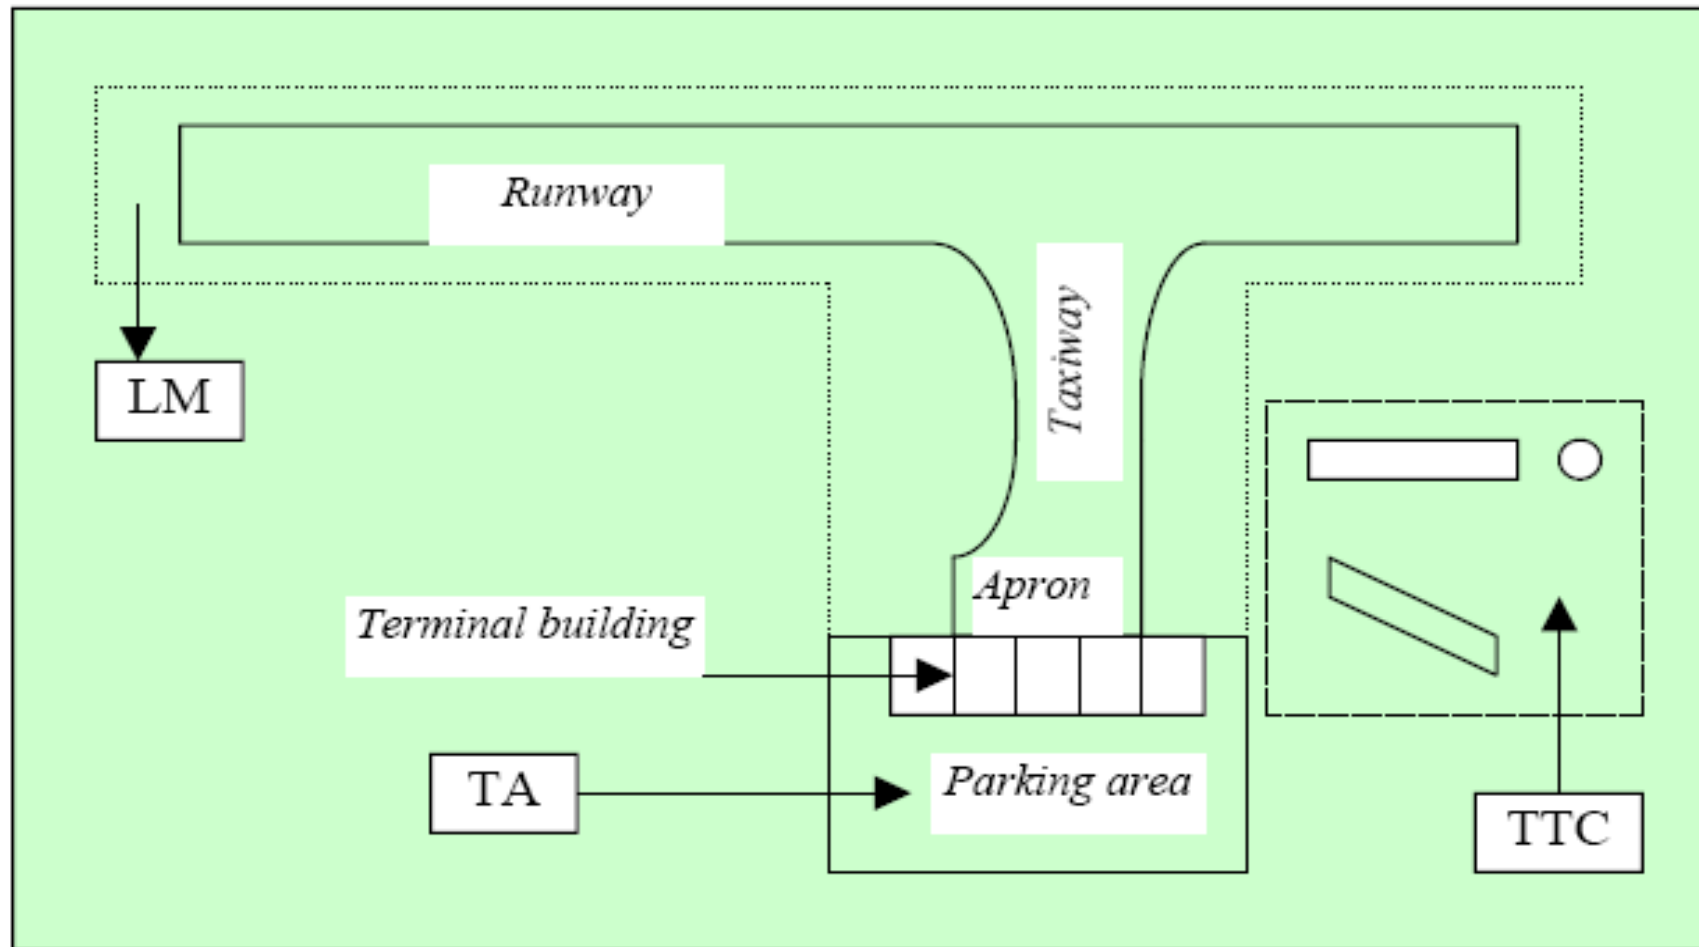 Runway
Taxiway
LM
Apron
Terminal building
TA
Parking area
TTC